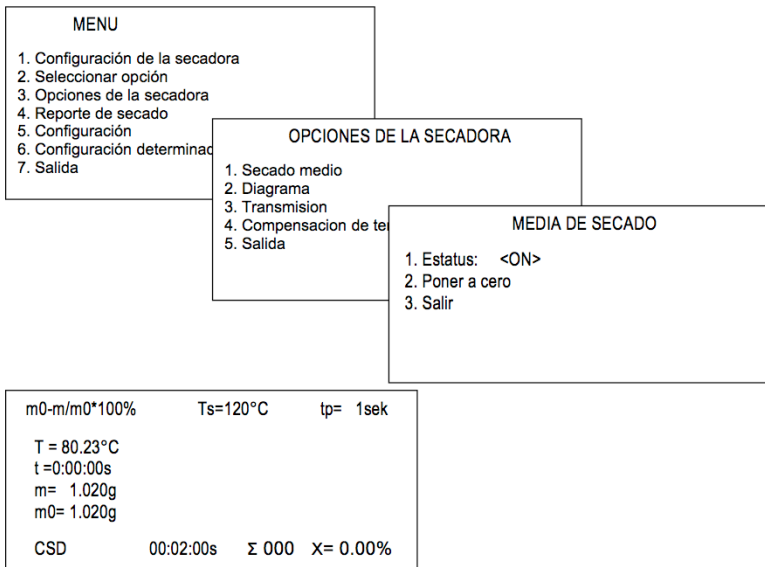 MENU
1. Configuración de la secadora
2. Seleccionar opción
3. Opciones de la secadora
4. Reporte de secado
5. Configuración
6. Configuración
7. Salida
OPCIONES DE LA SECADORA
1. Secado medio
2. Diagrama
3. Transmision
4. Compensacion de
5. Salida
MEDIA DE SECADO
1. Estatus: <ON>
2. Poner a cero
3. Salir
m0-m/m0*100% Ts=120°C tp= 1sek
T = 80.23°C
t =0:00:00s
m= 1.020g
m0= 1.020g
CSD 00:02:00s Σ 000 X= 0.00%